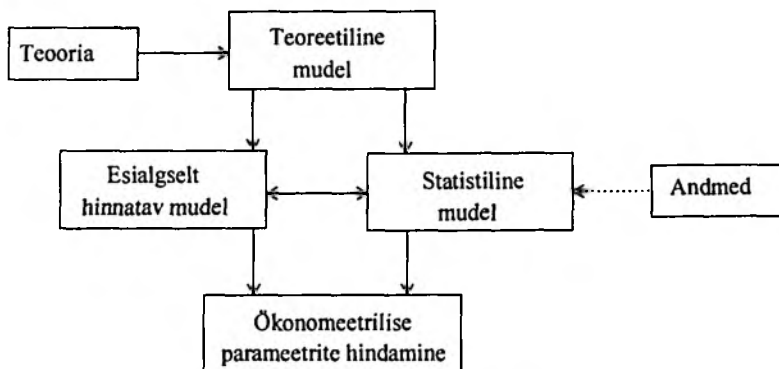 Teooria
Teoreetiline
mudel
Esialgselt
hinnatav mudel
Statistiline
mudel
Andmed
Ökonomeetrilise
parameetrite hindamine